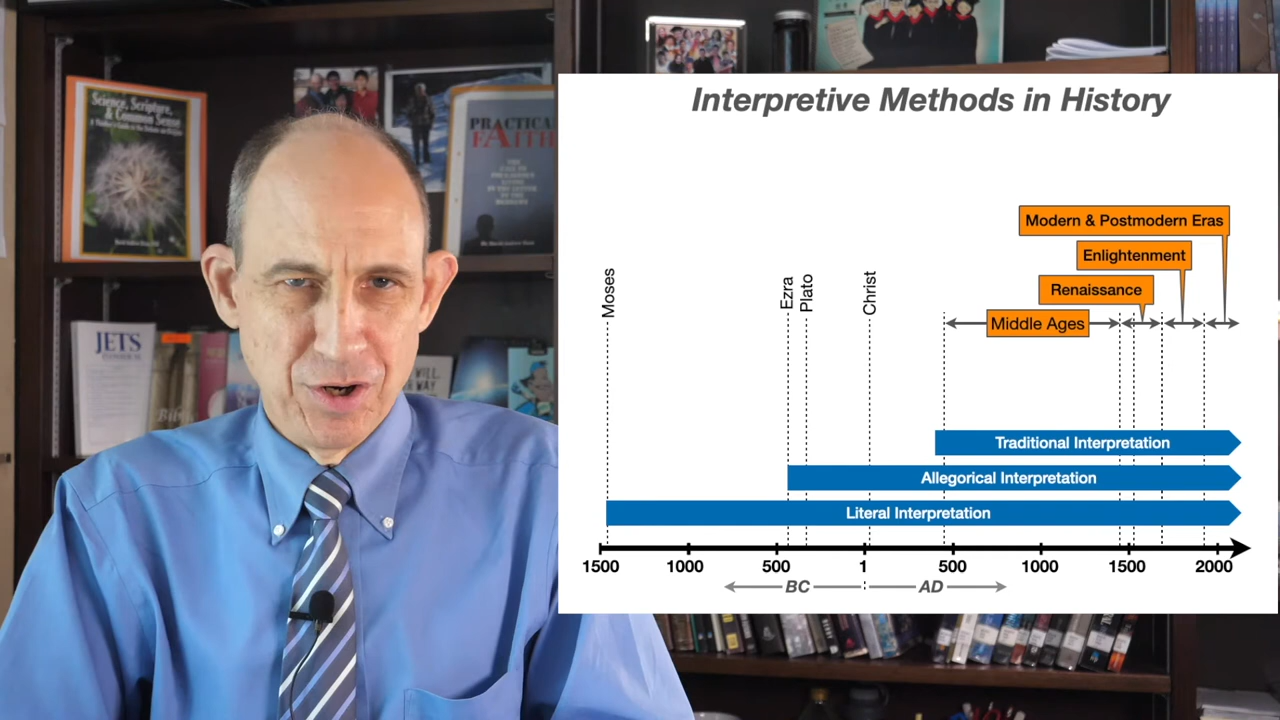 Interpretive Methods in History
Modern & Postmodern Eras
Enlightenment
Renaissance
Middle Ages
Moses
Ezra
Plato
Christ
Traditional Interpretation
Allegorical Interpretation
Literal Interpretation
1500 1000 500 1 500 1000 1500 2000
BC AD
Science, Scripture,
& Common Sense
PRACTICAL
FAITH
JETS